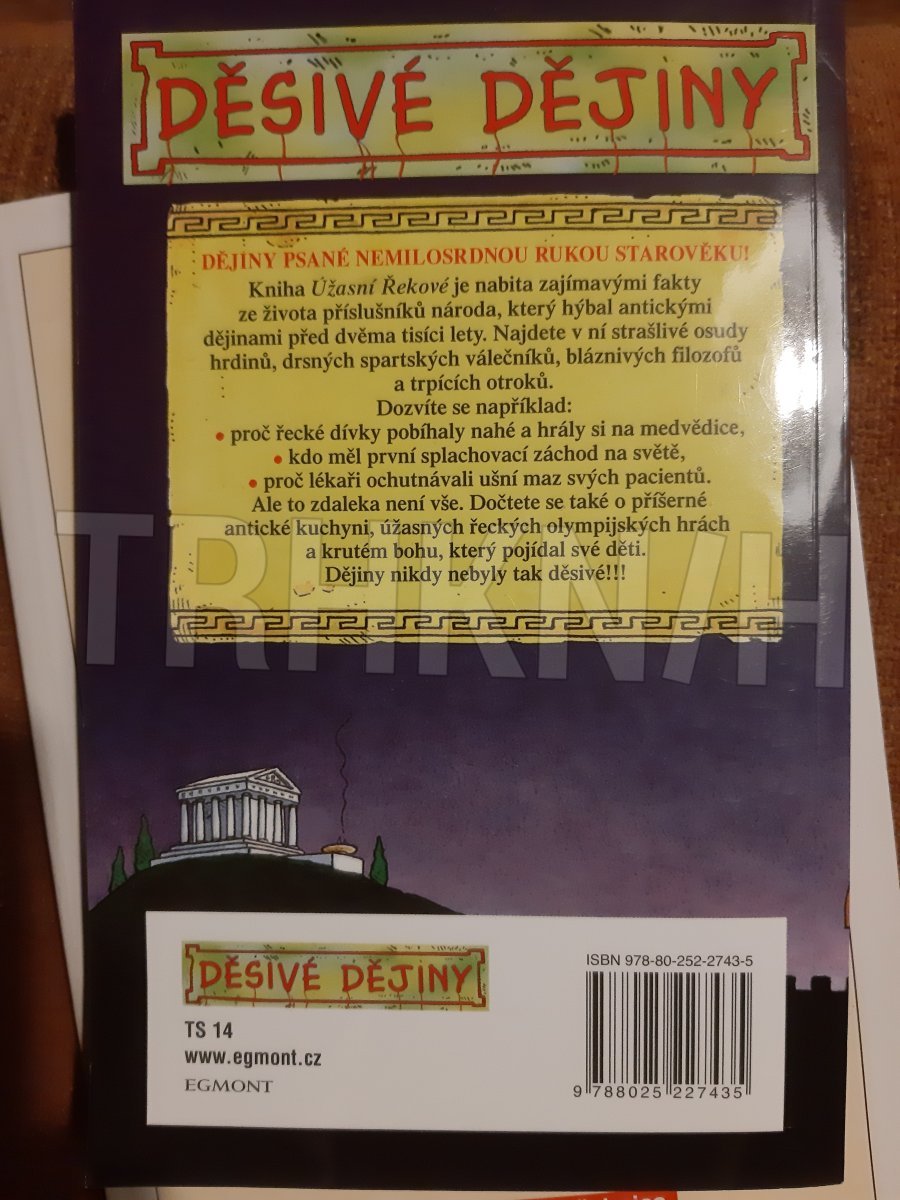 DĚSIVÉ DĚJINY
DĚJINY PSANÉ NEMILOSRDNOU RUKOU STAROVĚKU!
Kniha Úžasní Řekové je nabita zajímavými fakty
ze života příslušníků národa, který hýbal antickými
dějinami před dvěma tisíci lety. Najdete v ní strašlivé osudy
hrdinů, drsných spartských válečníků, bláznivých filozofů
a trpících otroků.
Dozvíte se například:
• proč řecké dívky pobíhaly nahé a hrály si na medvědice,
• kdo měl první splachovací záchod na světě,
• proč lékaři ochutnávali ušní maz svých pacientů.
Ale to zdaleka není vše. Dočtete se také o příšerné
antické kuchyni, úžasných řeckých olympijských hrách
a krutém bohu, který pojídal své děti.
Dějiny nikdy nebyly tak děsivé!!!
TRHKNIH
DĚSIVÉ DĚJINY
TS 14
www.egmont.cz
EGMONT
ISBN 978-80-252-2743-5
9 788025 227435